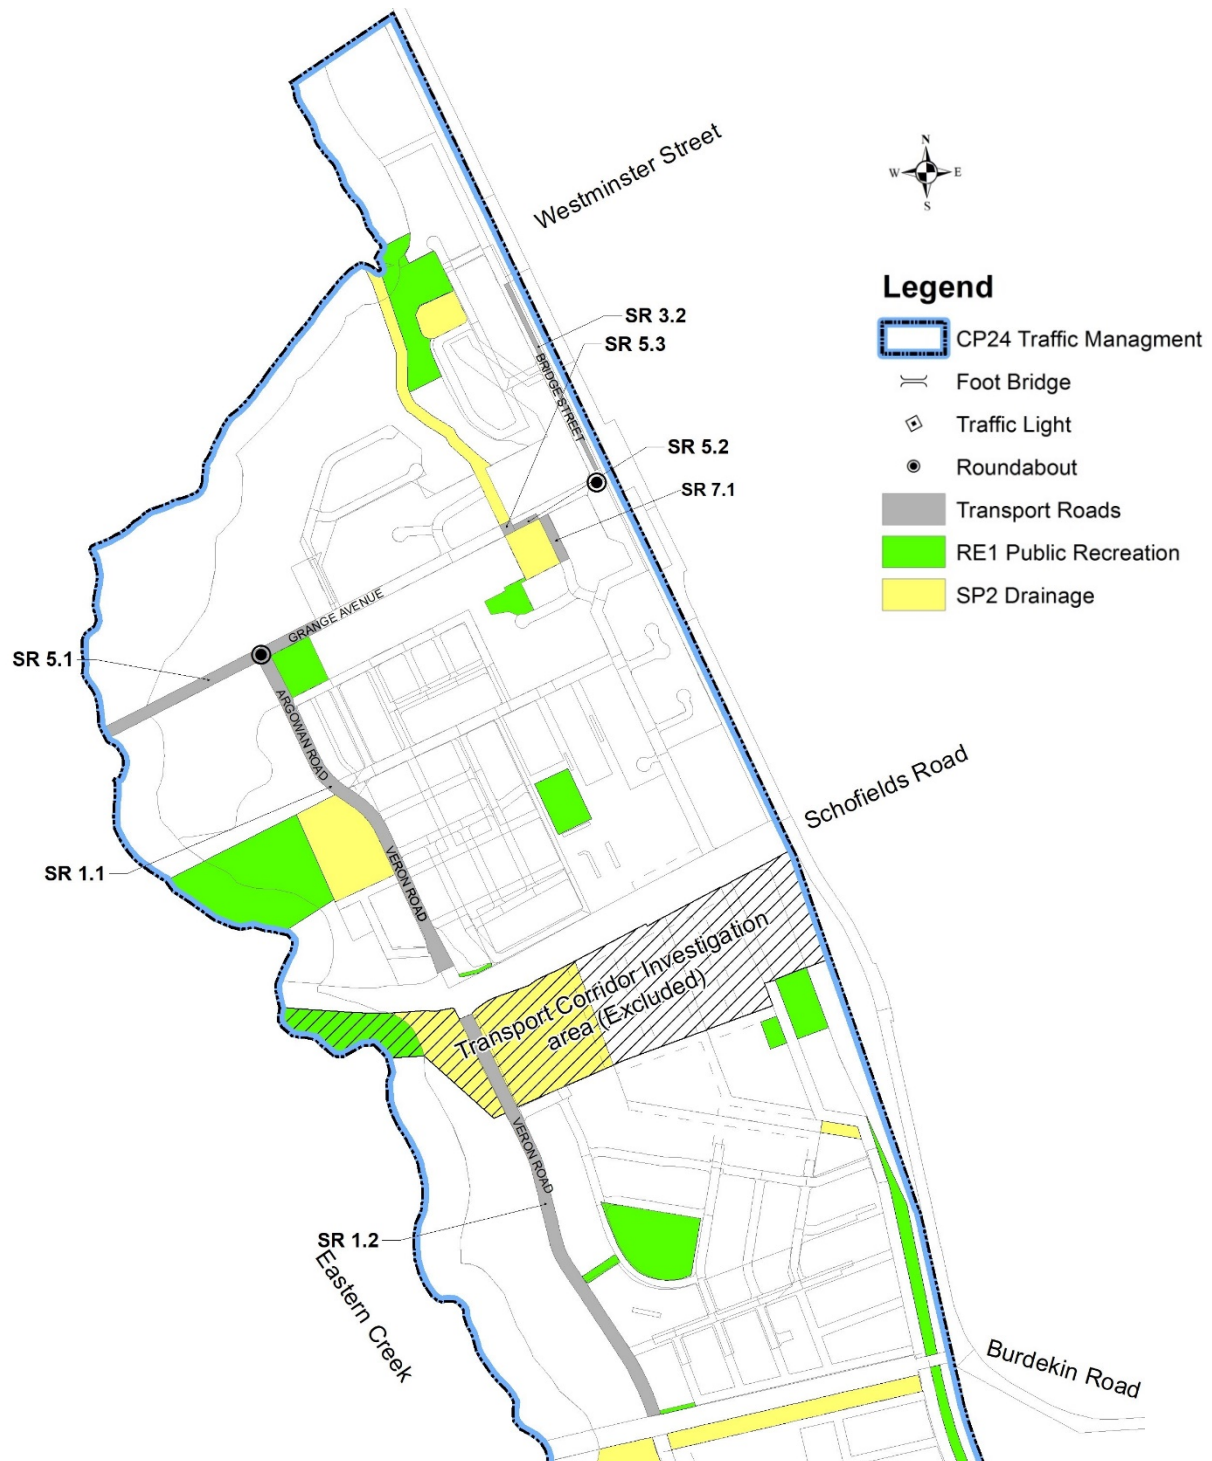 Westminster Street
N
W
E
S
Legend
CP24 Traffic Managment
Foot Bridge
Traffic Light
Roundabout
Transport Roads
RE1 Public Recreation
SP2 Drainage
SR 3.2
SR 5.3
BRIDGE STREET
SR 5.2
SR 7.1
GRANGE AVENUE
SR 5.1
ARGOWAN ROAD
Schofields Road
SR 1.1
VERON ROAD
Transport Corridor Investigation
area (Excluded)
VERON ROAD
SR 1.2
Eastern Creek
Burdekin Road